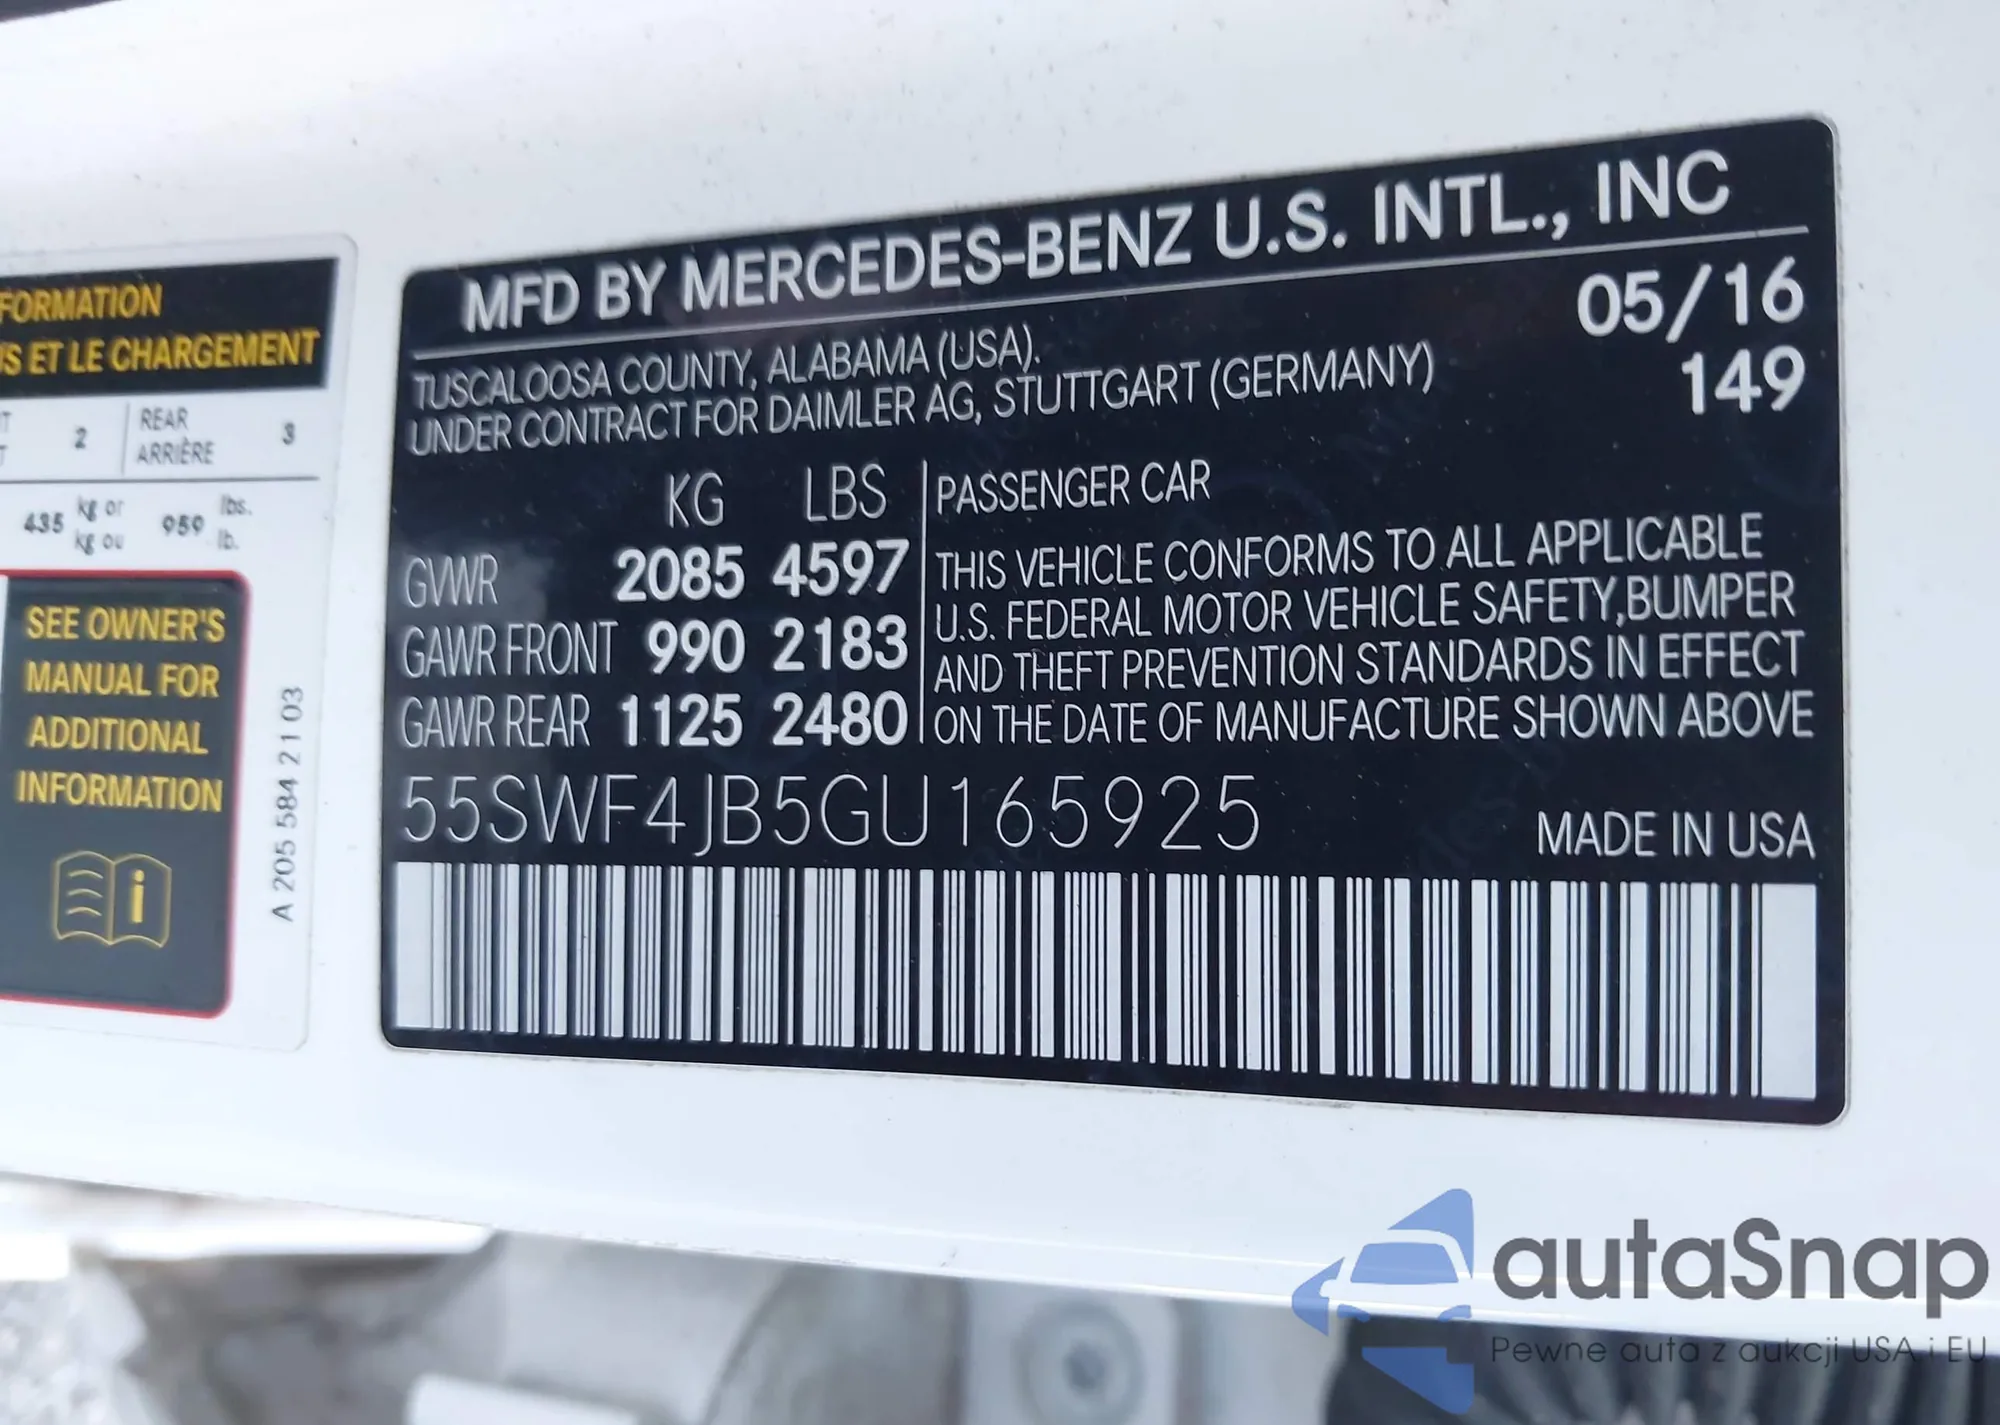 FORMATION
S ET LE CHARGEMENT
2
REAR
ARRIÈRE
3
435 kg or
kg ou
959 lbs.
lb.
SEE OWNER'S
MANUAL FOR
ADDITIONAL
INFORMATION
i
A 205 584 21 03
MFD BY MERCEDES-BENZ U.S. INTL., INC
05/16
TUSCALOOSA COUNTY, ALABAMA (USA).
UNDER CONTRACT FOR DAIMLER AG, STUTTGART (GERMANY)
149
KG LBS
GVWR 2085 4597
GAWR FRONT 990 2183
GAWR REAR 1125 2480
PASSENGER CAR
THIS VEHICLE CONFORMS TO ALL APPLICABLE
U.S. FEDERAL MOTOR VEHICLE SAFETY,BUMPER
AND THEFT PREVENTION STANDARDS IN EFFECT
ON THE DATE OF MANUFACTURE SHOWN ABOVE
55SWF4JB5GU165925
MADE IN USA
autaSnap
Pewne auta z aukcji USA i EU